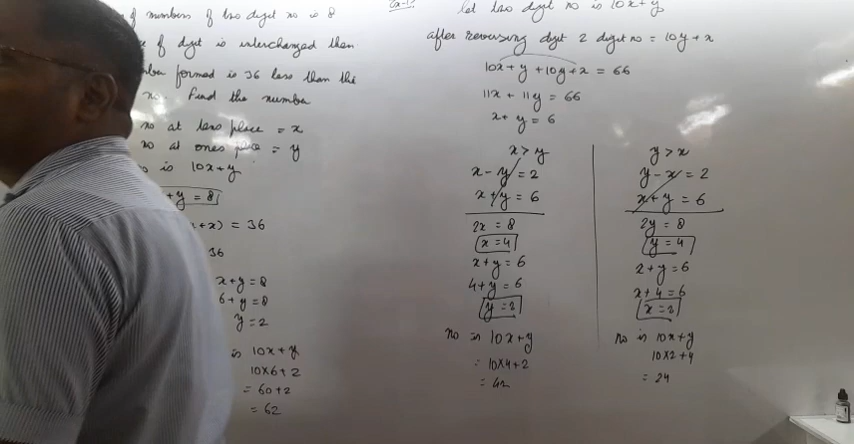 of numbers of two digit no is 8
of digit is interchanged then
formed is 36 less than the
no. Find the number
no at tens place = x
no at ones place = y
is 10x+y
+y = 8
+x) = 36
36
x+y=8
6+y=8
y=2
is 10x+y
10x6+2
= 60+2
= 62
let two digit no is 10x+y
after reversing digit 2 digit no = 10y+x
10x+y+10y+x = 66
11x+11y=66
x+y=6
x>y
x-y=2
x+y=6
2x=8
x=4
x+y=6
4+y=6
y=2
no is 10x+y
= 10x4+2
= 42
y>x
y-x=2
x+y=6
2y=8
y=4
2+y=6
x+4=6
x=2
no is 10x+y
10x2+4
= 24